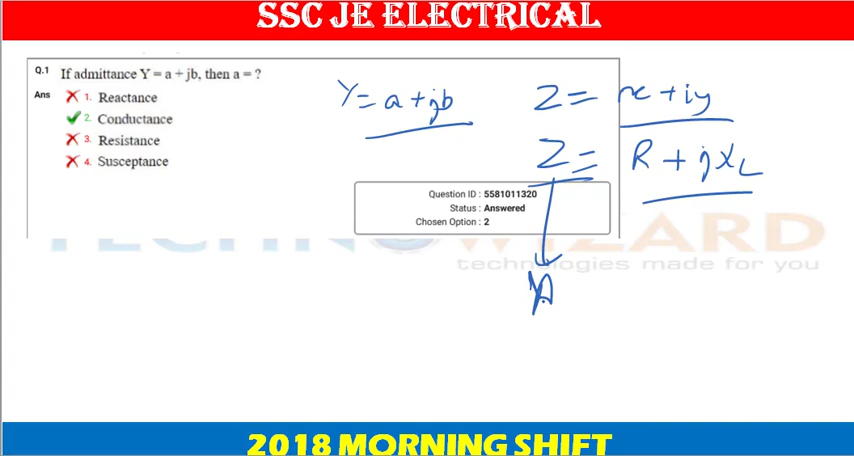 SSC JE ELECTRICAL
Q.1 If admittance Y = a + jb, then a = ?
Ans 1. Reactance
2. Conductance
3. Resistance
4. Susceptance
Y = a + jb
Z = x + iy
Z = R + jXL
Question ID : 5581011320
Status : Answered
Chosen Option : 2
technologies made for you
2018 MORNING SHIFT